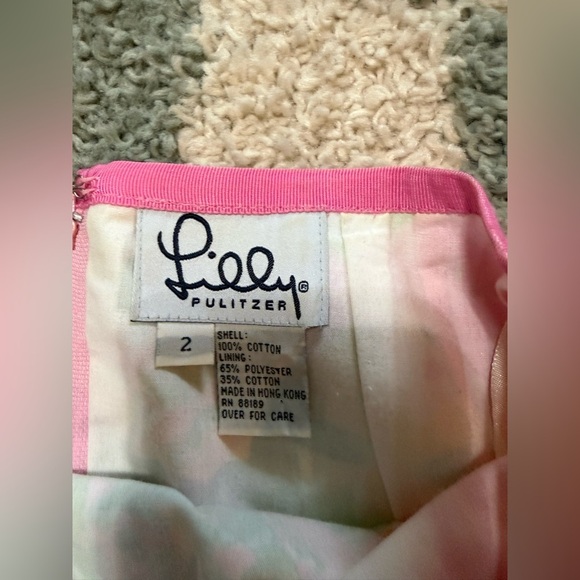 Lilly®
PULITZER
2
SHELL:
100% COTTON
LINING:
65% POLYESTER
35% COTTON
MADE IN HONG KONG
RN 88189
OVER FOR CARE